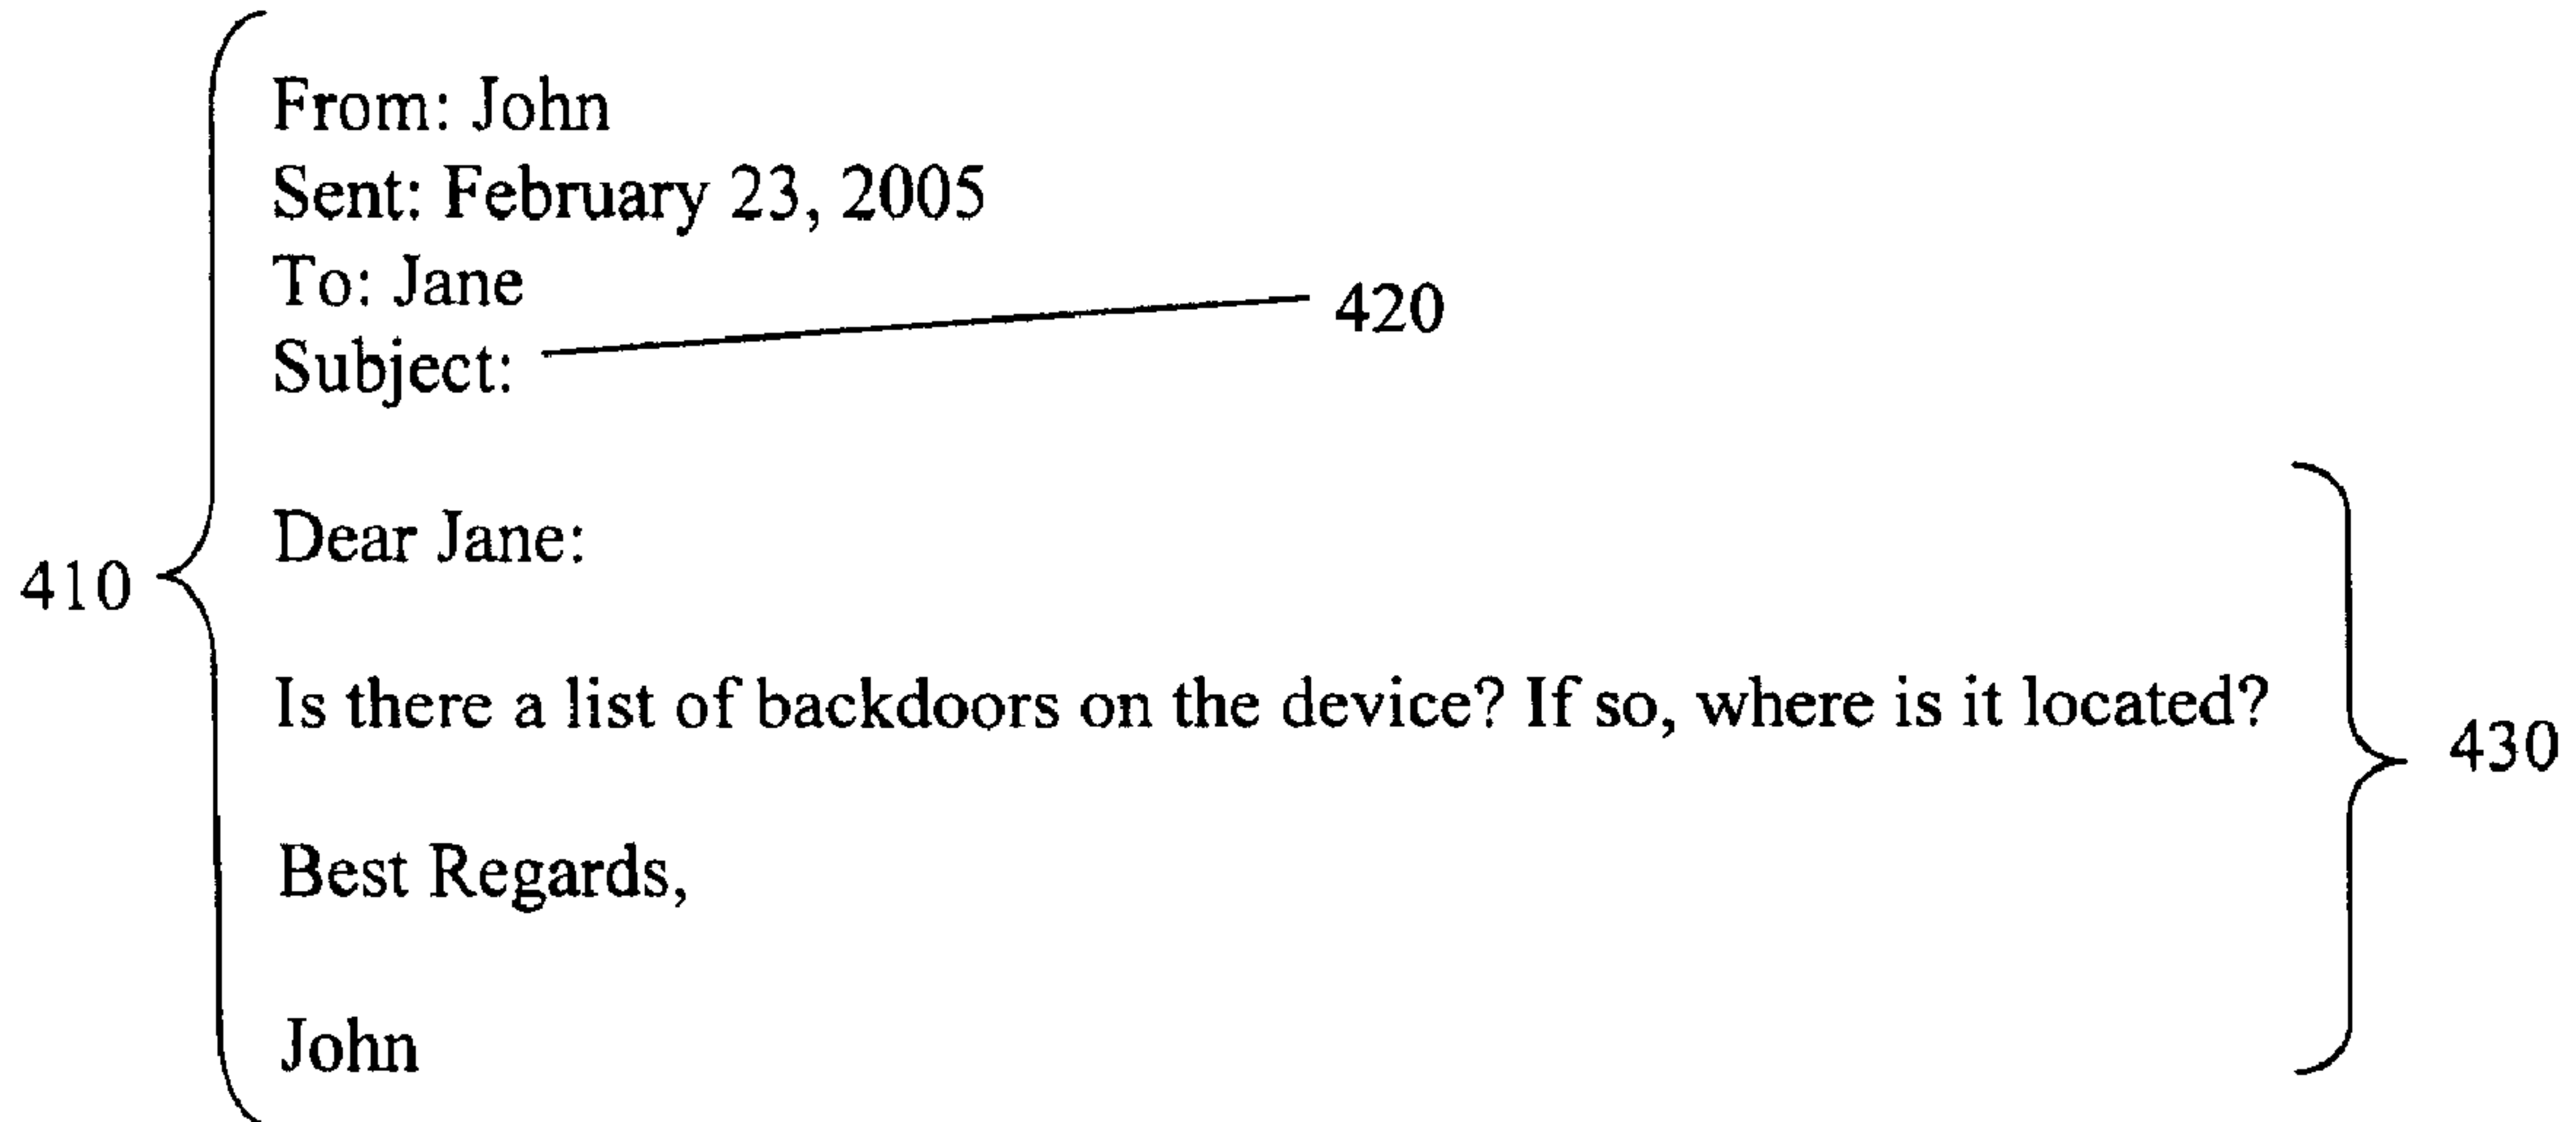 From: John
Sent: February 23, 2005
To: Jane
420
Subject:
Dear Jane:
410
Is there a list of backdoors on the device? If so, where is it located?
430
Best Regards,
John